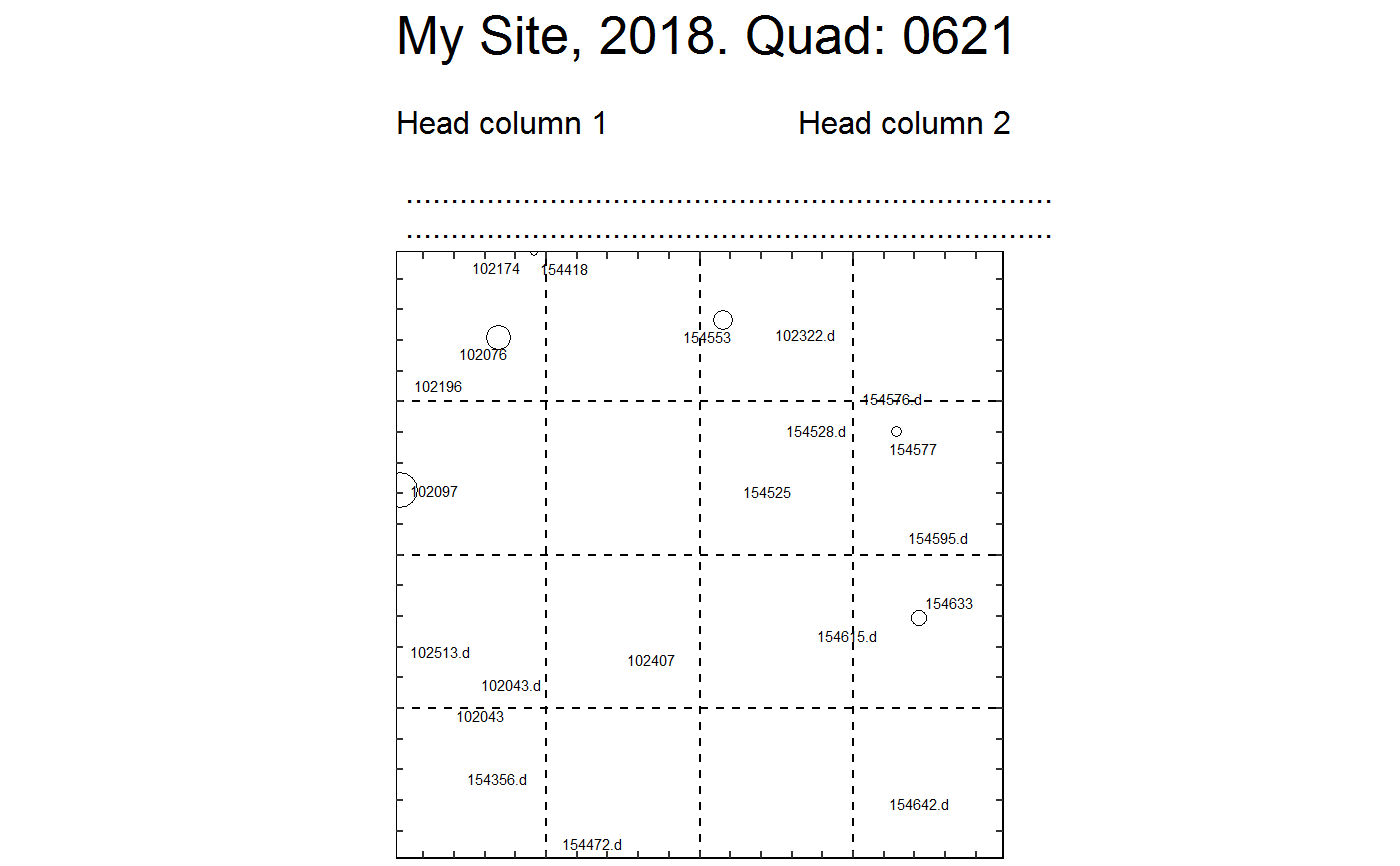 My Site, 2018. Quad: 0621
Head column 1 Head column 2
........................................................................
........................................................................
102174 154418
154553 102322.d
102076
102196
154576.d
154528.d
154577
102097 154525
154595.d
154633
154615.d
102513.d 102407
102043.d
102043
154356.d
154642.d
154472.d